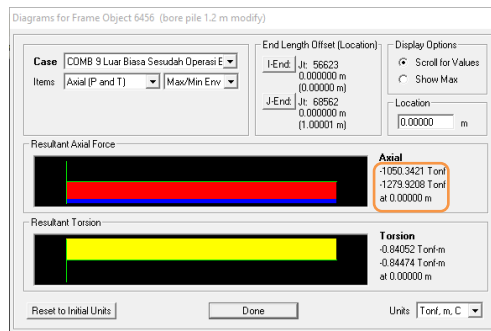 Diagrams for Frame Object 6456 (bore pile 1.2 m modify)
Case COMB 9 Luar Biasa Sesudah Operasi E
Items Axial (P and T) Max/Min Env
End Length Offset (Location)
I-End: Jt: 56623
0.000000 m
(0.00000 m)
J-End: Jt: 68562
0.000000 m
(1.00001 m)
Display Options
Scroll for Values
Show Max
Location
0.00000 m
Resultant Axial Force
Axial
-1050.3421 Tonf
-1279.9208 Tonf
at 0.00000 m
Resultant Torsion
Torsion
-0.84052 Tonf-m
-0.84474 Tonf-m
at 0.00000 m
Reset to Initial Units
Done
Units Tonf, m, C